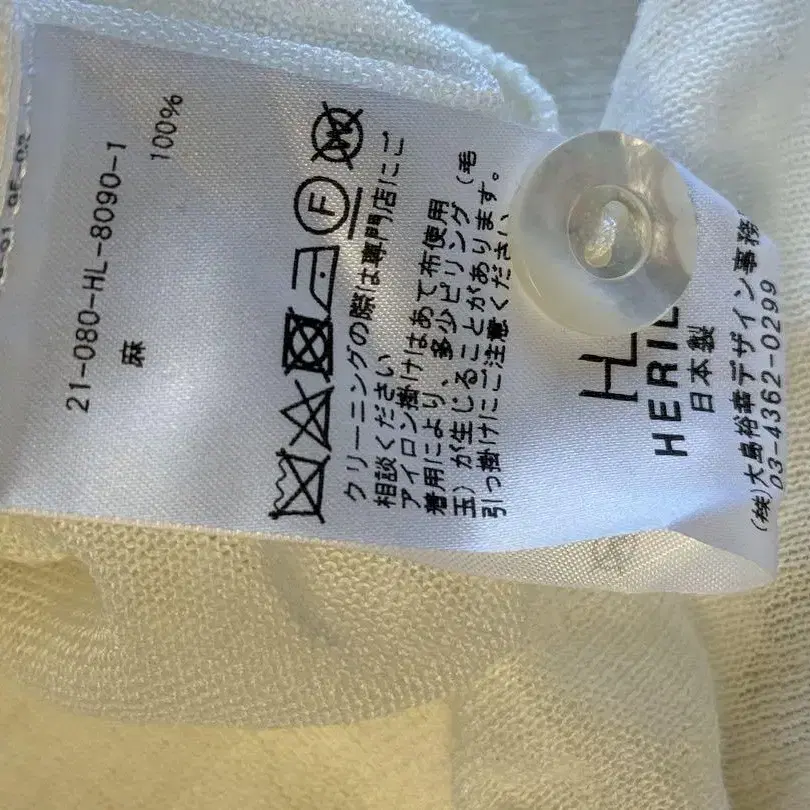 21-080-HL-8090-1
麻 100%
F
W
クリーニングの際は専門店にご
相談ください
アイロン掛けはあて布使用
着用により、多少ピリング（毛
玉）が生じることがあります。
引っ掛けにご注意ください
HL
HERIL
日本製
(株)大島裕幸デザイン事務
03-4362-0299